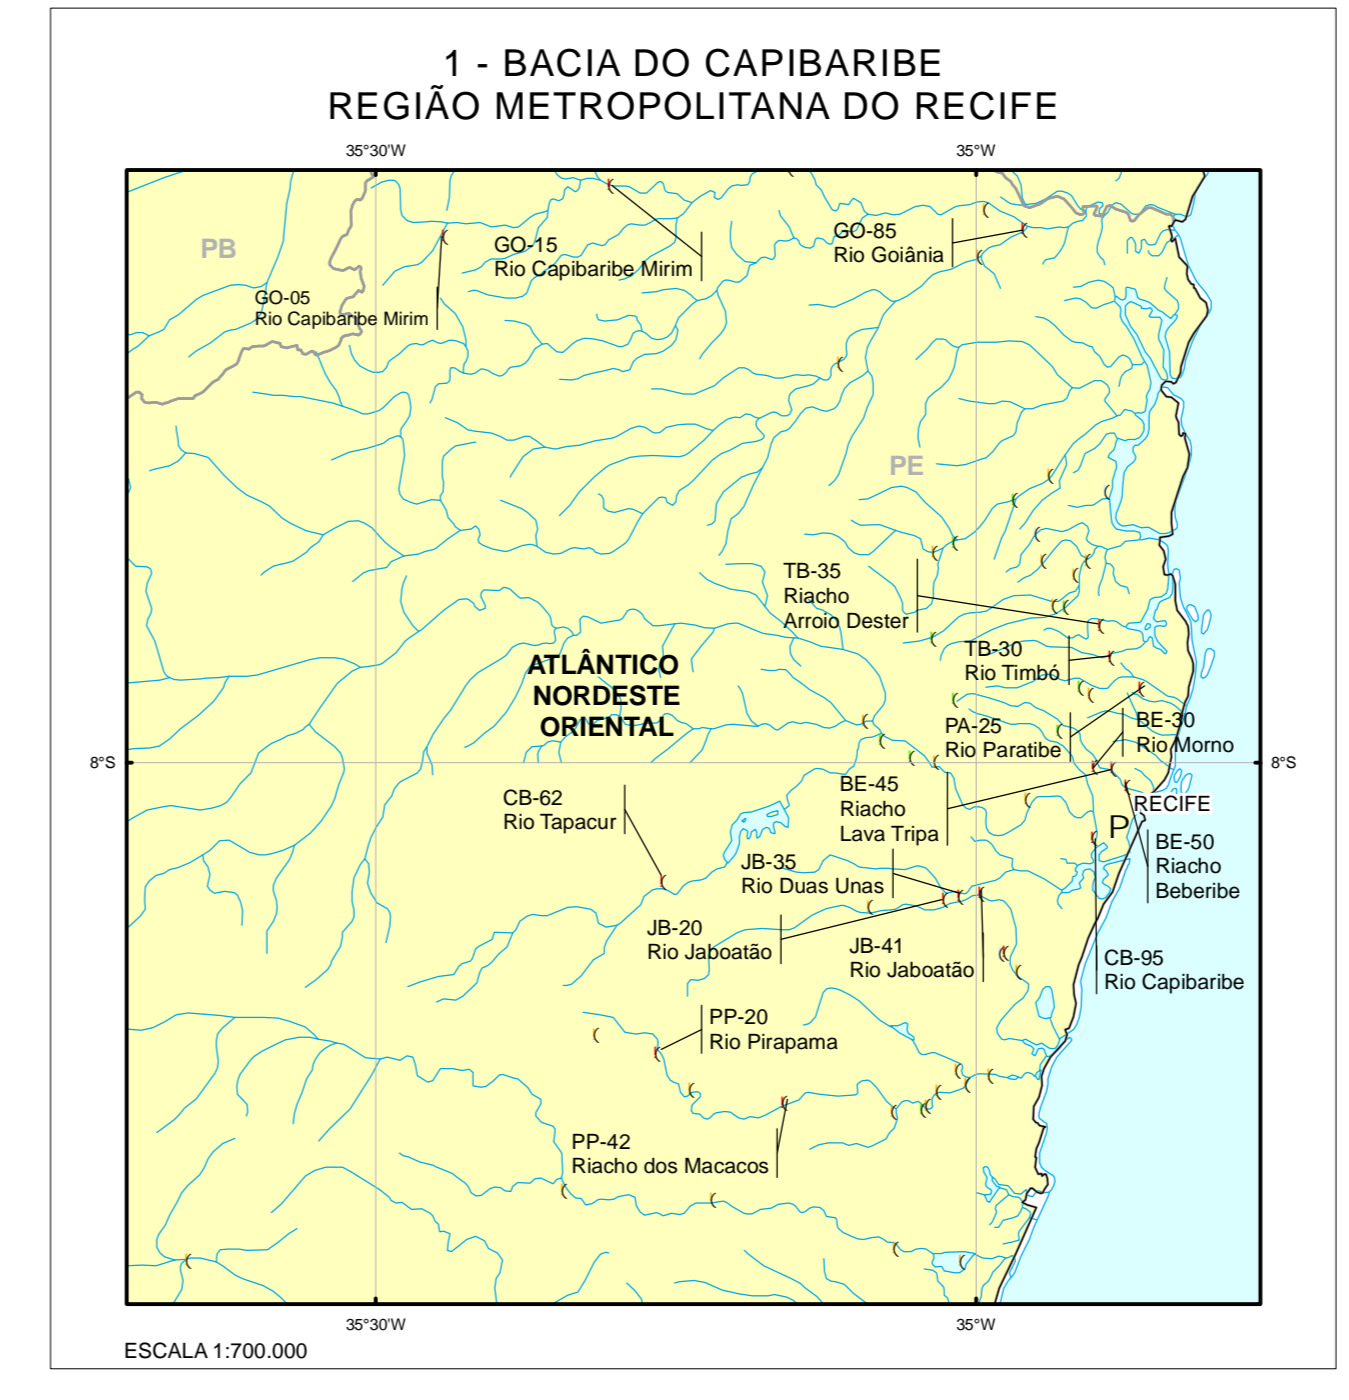 1 - BACIA DO CAPIBARIBE
REGIÃO METROPOLITANA DO RECIFE
35°30'W
35°W
PB
GO-15
Rio Capibaribe Mirim
GO-85
Rio Goiânia
GO-05
Rio Capibaribe Mirim
PE
TB-35
Riacho
Arroio Dester
TB-30
Rio Timbó
ATLÂNTICO
NORDESTE
ORIENTAL
PA-25
Rio Paratibe
BE-30
Rio Morno
8°S
8°S
CB-62
Rio Tapacur
BE-45
Riacho
Lava Tripa
RECIFE
P
BE-50
Riacho
Beberibe
JB-35
Rio Duas Unas
JB-20
Rio Jaboatão
JB-41
Rio Jaboatão
CB-95
Rio Capibaribe
PP-20
Rio Pirapama
PP-42
Riacho dos Macacos
35°30'W
35°W
ESCALA 1:700.000